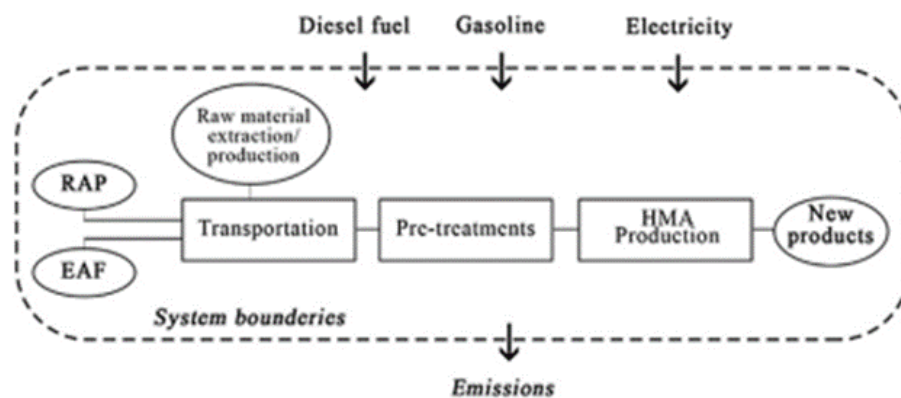 Diesel fuel Gasoline Electricity
Raw material
extraction/
production
RAP
EAF
Transportation
Pre-treatments
HMA
Production
New
products
System bounderies
Emissions